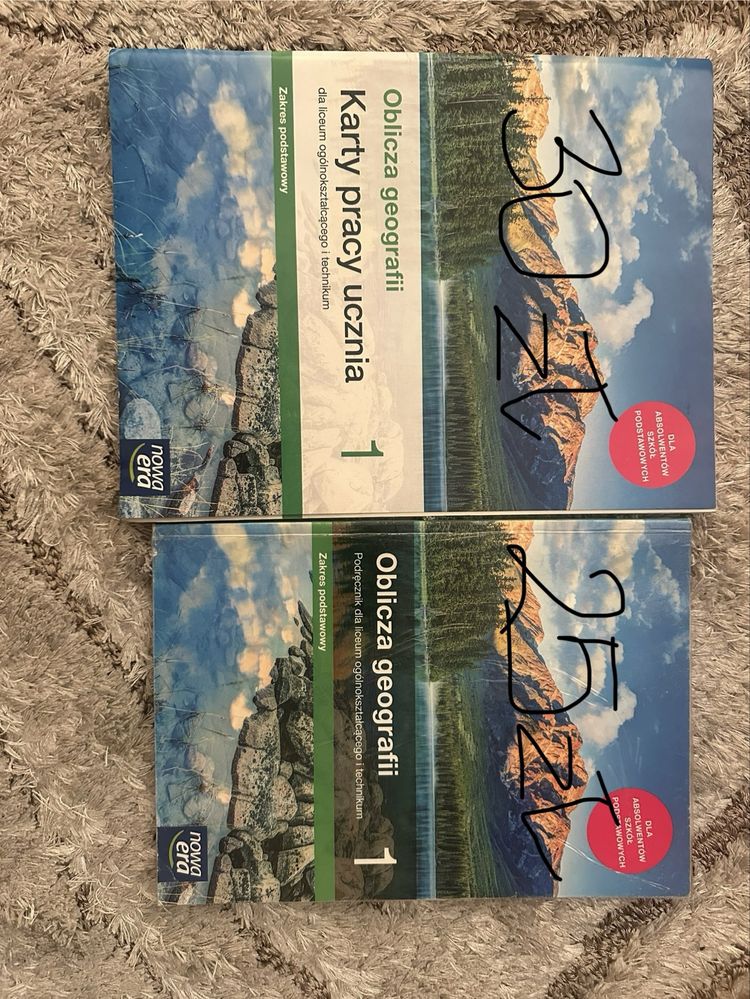 Oblicza geografii
Karty pracy ucznia 1
dla liceum ogólnokształcącego i technikum
Zakres podstawowy
nowa
era
30 zł
DLA
ABSOLWENTÓW
SZKÓŁ
PODSTAWOWYCH
Oblicza geografii 1
Podręcznik dla liceum ogólnokształcącego i technikum
Zakres podstawowy
nowa
era
25 zł
DLA
ABSOLWENTÓW
SZKÓŁ
PODSTAWOWYCH